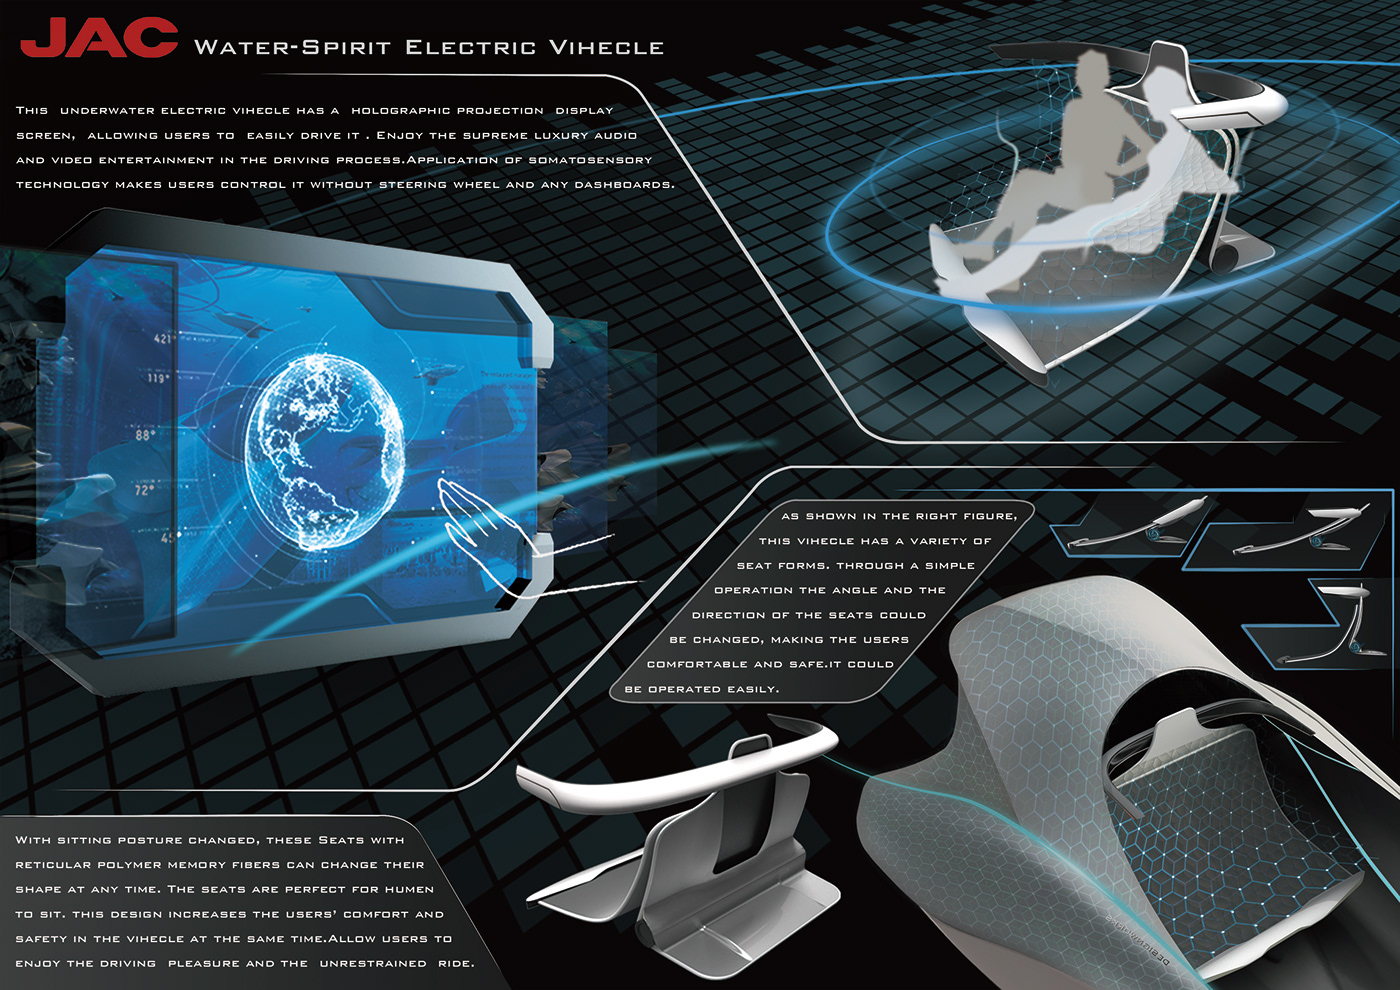 JAC Water-Spirit Electric Vihecle
This underwater electric vihecle has a holographic projection display
screen, allowing users to easily drive it . Enjoy the supreme luxury audio
and video entertainment in the driving process.Application of somatosensory
technology makes users control it without steering wheel and any dashboards.
421°
119°
88°
72°
as shown in the right figure,
this vihecle has a variety of
seat forms. through a simple
operation the angle and the
direction of the seats could
be changed, making the users
comfortable and safe.it could
be operated easily.
With sitting posture changed, these Seats with
reticular polymer memory fibers can change their
shape at any time. The seats are perfect for humen
to sit. this design increases the users' comfort and
safety in the vihecle at the same time.Allow users to
enjoy the driving pleasure and the unrestrained ride.